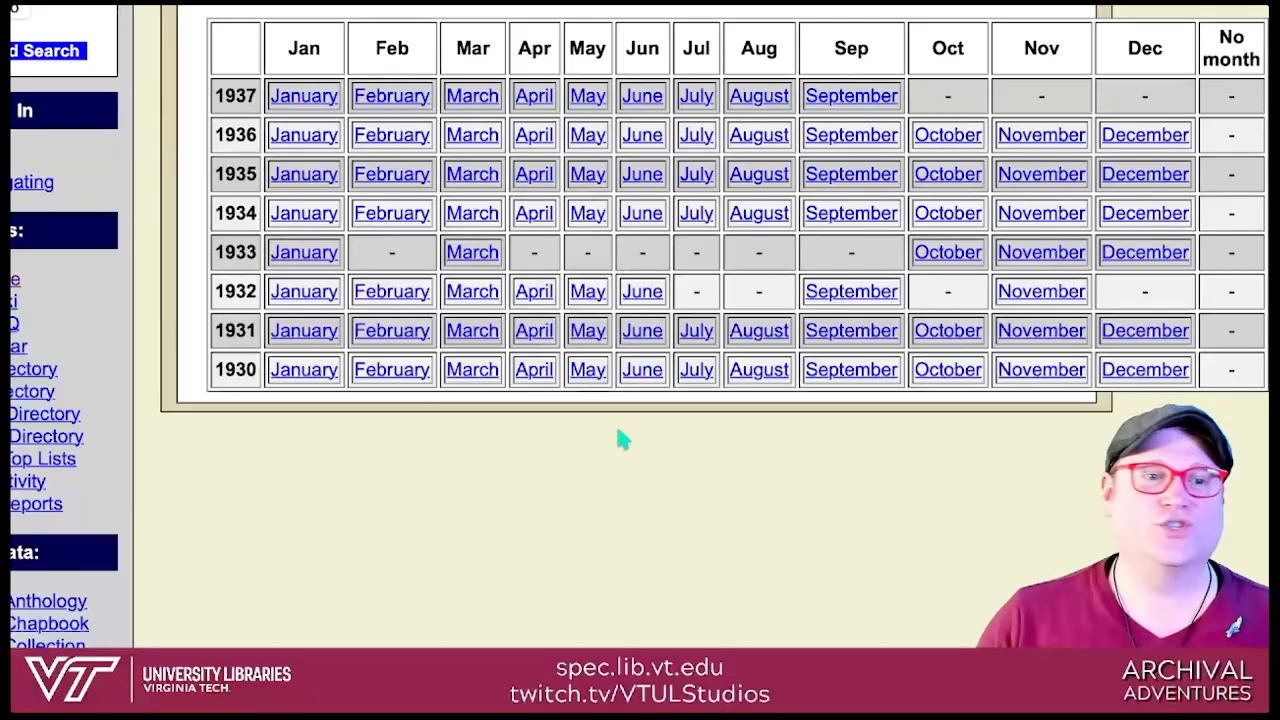 d Search
In
gating
s:
e
ki
Q
ar
ectory
ectory
Directory
Directory
Top Lists
tivity
eports
ata:
Anthology
Chapbook
Collection
Jan Feb Mar Apr May Jun Jul Aug Sep Oct Nov Dec No month
1937 January February March April May June July August September - - - -
1936 January February March April May June July August September October November December -
1935 January February March April May June July August September October November December -
1934 January February March April May June July August September October November December -
1933 January - March - - - - - - October November December -
1932 January February March April May June - - September - November - -
1931 January February March April May June July August September October November December -
1930 January February March April May June July August September October November December -
VT UNIVERSITY LIBRARIES
VIRGINIA TECH.
spec.lib.vt.edu
twitch.tv/VTULStudios
ARCHIVAL
ADVENTURES